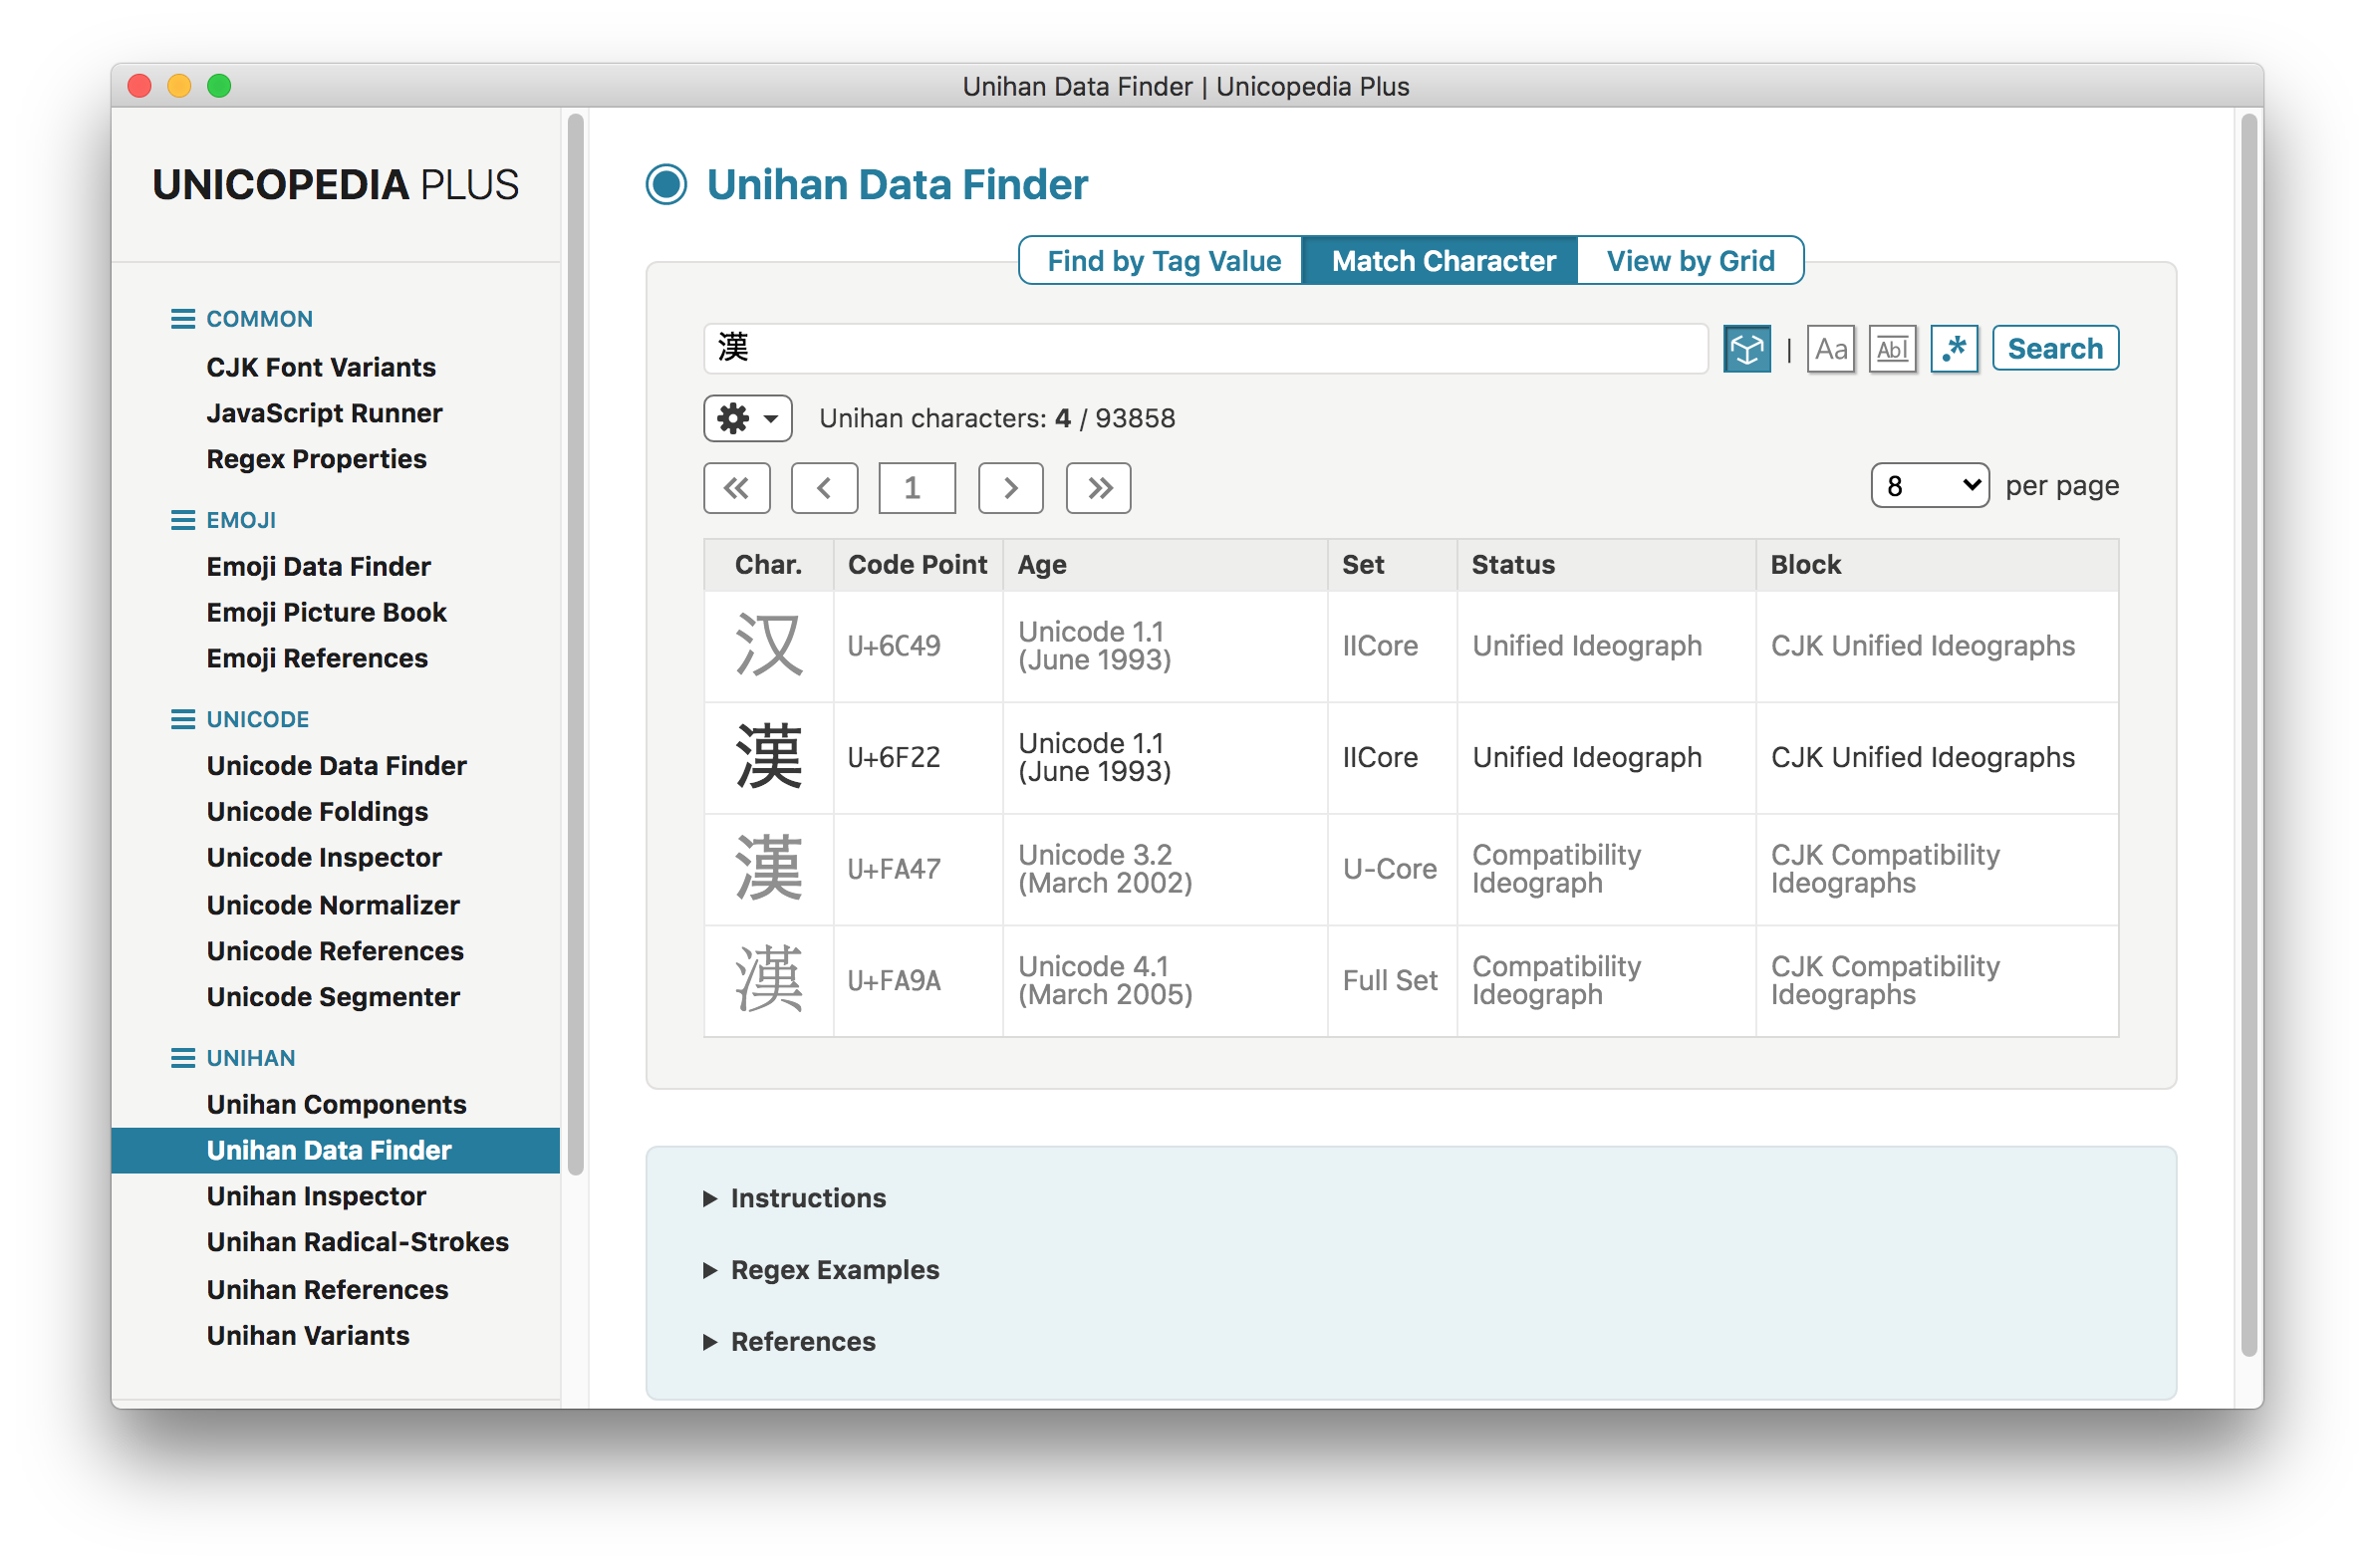 Unihan Data Finder | Unicopedia Plus
UNICOPEDIA PLUS
COMMON
CJK Font Variants
JavaScript Runner
Regex Properties
EMOJI
Emoji Data Finder
Emoji Picture Book
Emoji References
UNICODE
Unicode Data Finder
Unicode Foldings
Unicode Inspector
Unicode Normalizer
Unicode References
Unicode Segmenter
UNIHAN
Unihan Components
Unihan Data Finder
Unihan Inspector
Unihan Radical-Strokes
Unihan References
Unihan Variants
Unihan Data Finder
Find by Tag Value Match Character View by Grid
漢 | Aa Abl .* Search
Unihan characters: 4 / 93858
« ‹ 1 › » 8 per page
Char. Code Point Age Set Status Block
汉 U+6C49 Unicode 1.1 (June 1993) IICore Unified Ideograph CJK Unified Ideographs
漢 U+6F22 Unicode 1.1 (June 1993) IICore Unified Ideograph CJK Unified Ideographs
漢 U+FA47 Unicode 3.2 (March 2002) U-Core Compatibility Ideograph CJK Compatibility Ideographs
漢 U+FA9A Unicode 4.1 (March 2005) Full Set Compatibility Ideograph CJK Compatibility Ideographs
Instructions
Regex Examples
References